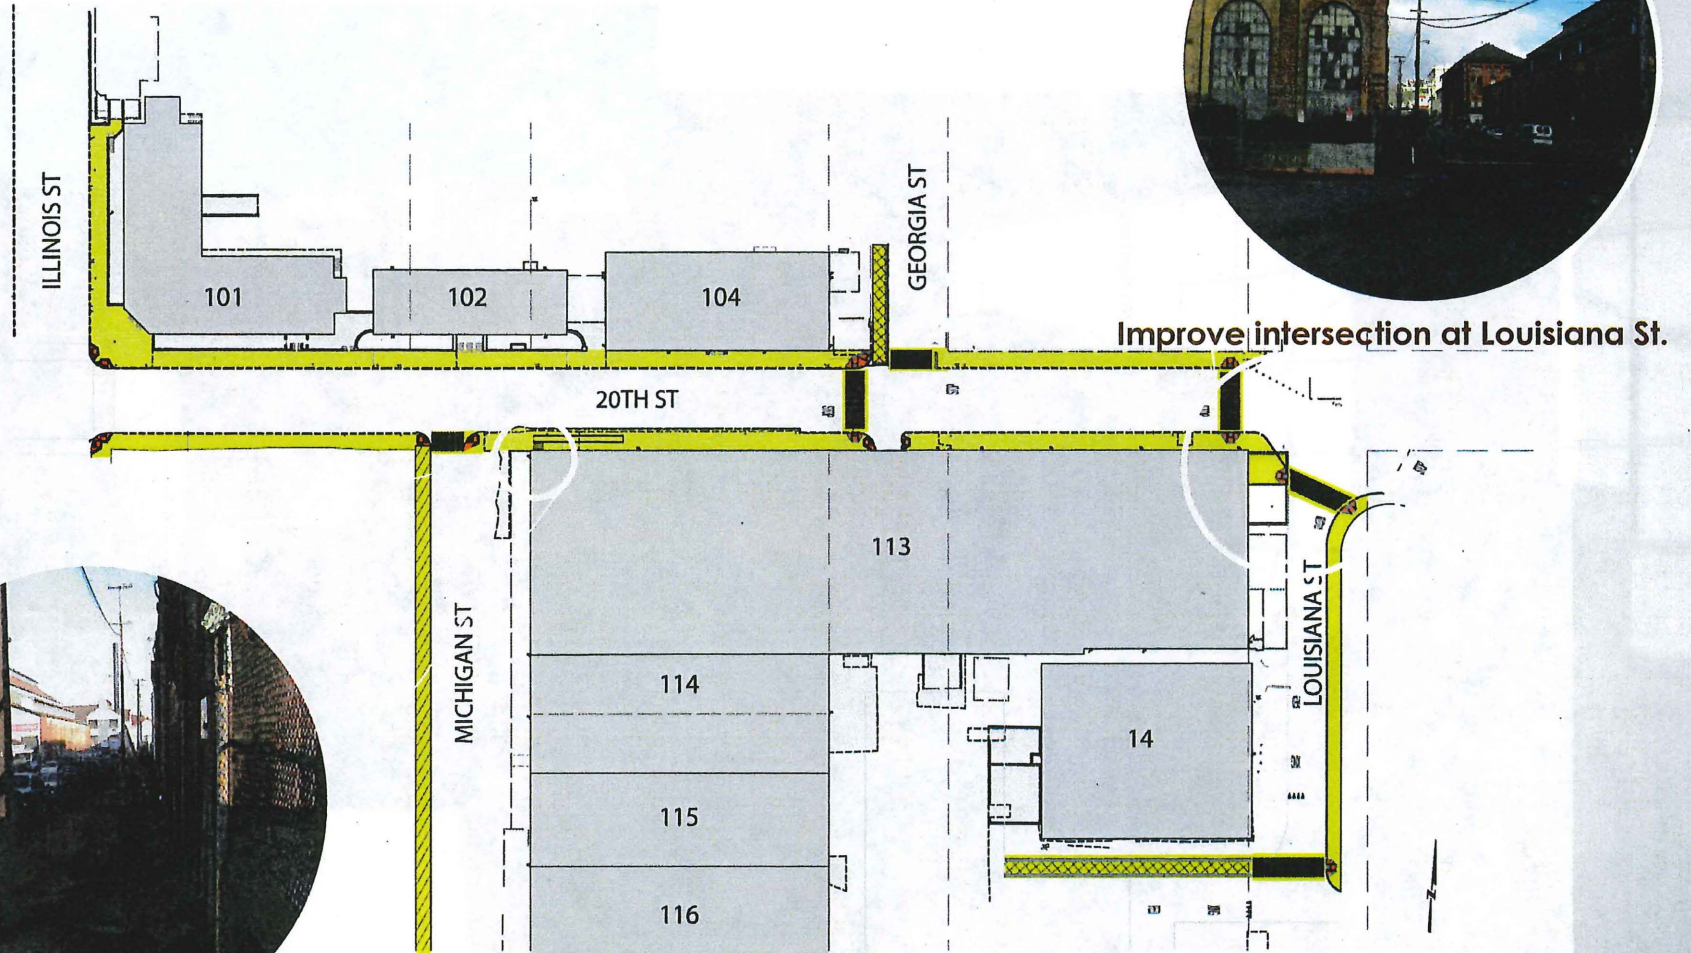 ILLINOIS ST
GEORGIA ST
101
102
104
Improve intersection at Louisiana St.
20TH ST
113
MICHIGAN ST
LOUISIANA ST
114
14
115
116
N